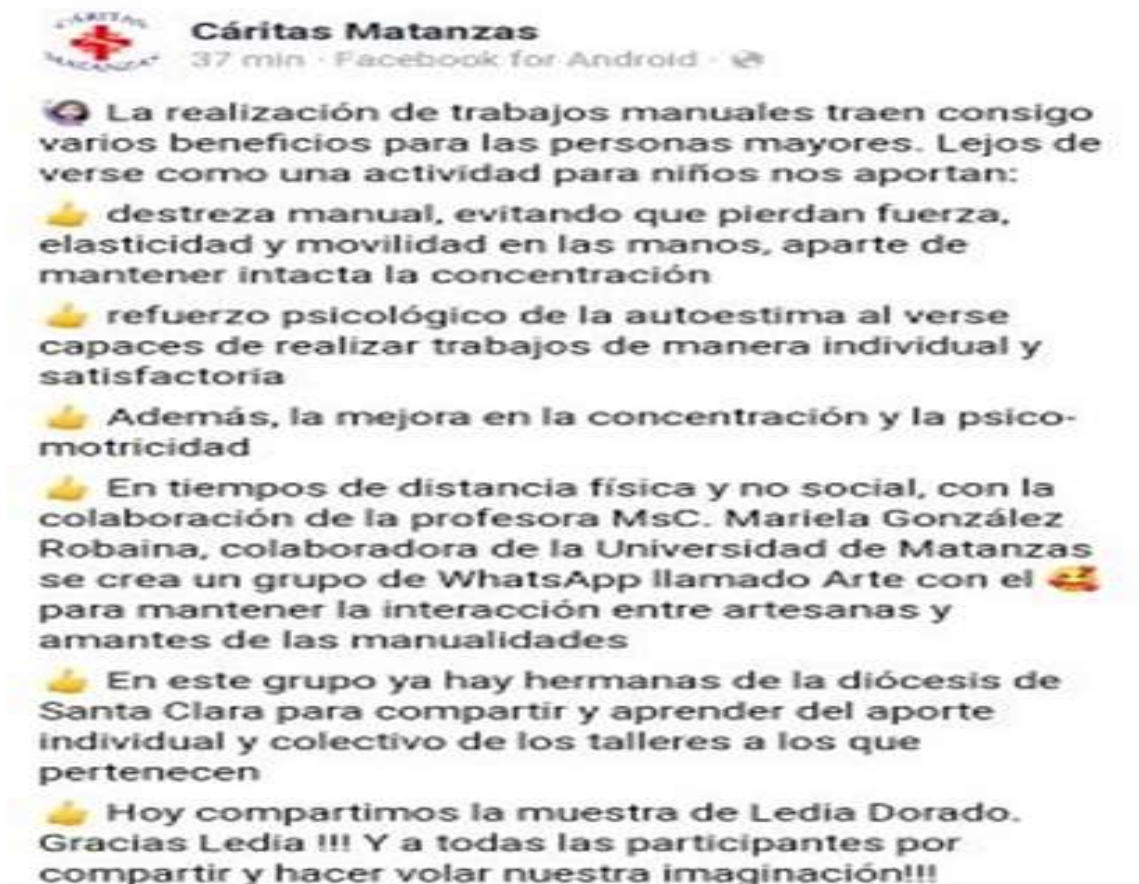 CÁRITAS
MATANZAS
Cáritas Matanzas
37 min · Facebook for Android ·
La realización de trabajos manuales traen consigo
varios beneficios para las personas mayores. Lejos de
verse como una actividad para niños nos aportan:
👍 destreza manual, evitando que pierdan fuerza,
elasticidad y movilidad en las manos, aparte de
mantener intacta la concentración
👍 refuerzo psicológico de la autoestima al verse
capaces de realizar trabajos de manera individual y
satisfactoria
👍 Además, la mejora en la concentración y la psico-
motricidad
👍 En tiempos de distancia física y no social, con la
colaboración de la profesora MsC. Mariela González
Robaina, colaboradora de la Universidad de Matanzas
se crea un grupo de WhatsApp llamado Arte con el 🥰
para mantener la interacción entre artesanas y
amantes de las manualidades
👍 En este grupo ya hay hermanas de la diócesis de
Santa Clara para compartir y aprender del aporte
individual y colectivo de los talleres a los que
pertenecen
👍 Hoy compartimos la muestra de Ledia Dorado.
Gracias Ledia !!! Y a todas las participantes por
compartir y hacer volar nuestra imaginación!!!